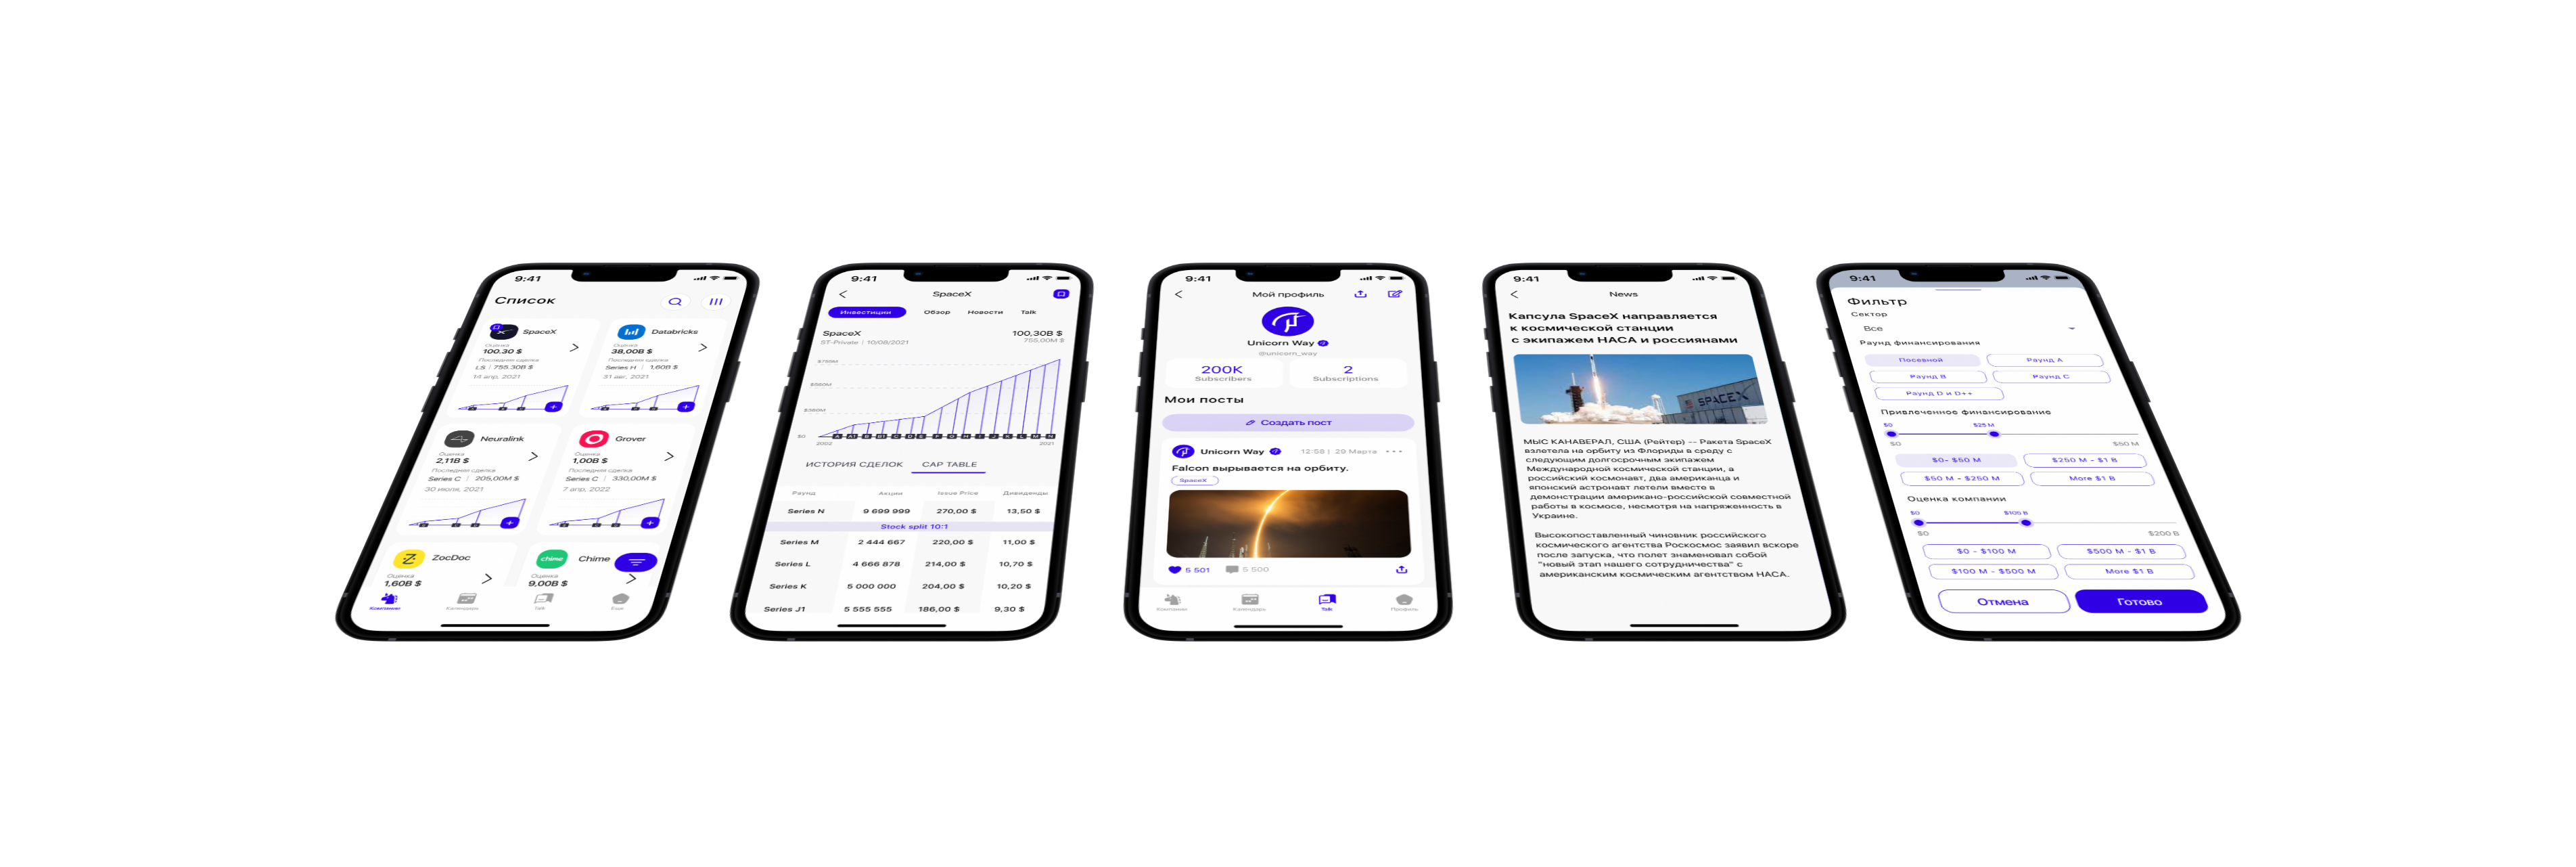 9:41
Список
SpaceX
Оценка
100.30 $
Последняя сделка
LS | 755.30B $
14 апр, 2021
Databricks
Оценка
38,00B $
Последняя сделка
Series H | 1,60B $
31 авг, 2021
Neuralink
Оценка
2,11B $
Последняя сделка
Series C | 205,00M $
30 июля, 2021
Grover
Оценка
1,00B $
Последняя сделка
Series C | 330,00M $
7 апр, 2022
ZocDoc
Оценка
1,60B $
chime
Chime
Оценка
9,00B $
Компании
Календарь
Talk
Еще
9:41
SpaceX
Инвестиции
Обзор
Новости
Talk
SpaceX
100,30B $
ST-Private | 10/08/2021
755,00M $
$0
2002
2021
ИСТОРИЯ СДЕЛОК
CAP TABLE
Раунд Акции Issue Price Дивиденды
Series N 9 699 999 270,00 $ 13,50 $
Stock split 10:1
Series M 2 444 667 220,00 $ 11,00 $
Series L 4 666 878 214,00 $ 10,70 $
Series K 5 000 000 204,00 $ 10,20 $
Series J1 5 555 555 186,00 $ 9,30 $
9:41
Мой профиль
Unicorn Way
@unicorn_way
200K
Subscribers
2
Subscriptions
Мои посты
Создать пост
Unicorn Way
12:58 | 29 Марта
Falcon вырывается на орбиту.
SpaceX
5 501
5 500
Компании
Календарь
Talk
Профиль
9:41
News
Капсула SpaceX направляется
к космической станции
с экипажем НАСА и россиянами
SPACEX
МЫС КАНАВЕРАЛ, США (Рейтер) -- Ракета SpaceX
взлетела на орбиту из Флориды в среду с
следующим долгосрочным экипажем
Международной космической станции, а
российский космонавт, два американца и
японский астронавт летели вместе в
демонстрации американо-российской совместной
работы в космосе, несмотря на напряженность в
Украине.
Высокопоставленный чиновник российского
космического агентства Роскосмос заявил вскоре
после запуска, что полет знаменовал собой
"новый этап нашего сотрудничества" с
американским космическим агентством НАСА.
9:41
Фильтр
Сектор
Все
Раунд финансирования
Посевной
Раунд A
Раунд B
Раунд C
Раунд D и D++
Привлеченное финансирование
$0
$25 M
$0
$50 M
$0- $50 M
$250 M - $1 B
$50 M - $250 M
More $1 B
Оценка компании
$0
$105 B
$0
$200 B
$0 - $100 M
$500 M - $1 B
$100 M - $500 M
More $1 B
Отмена
Готово